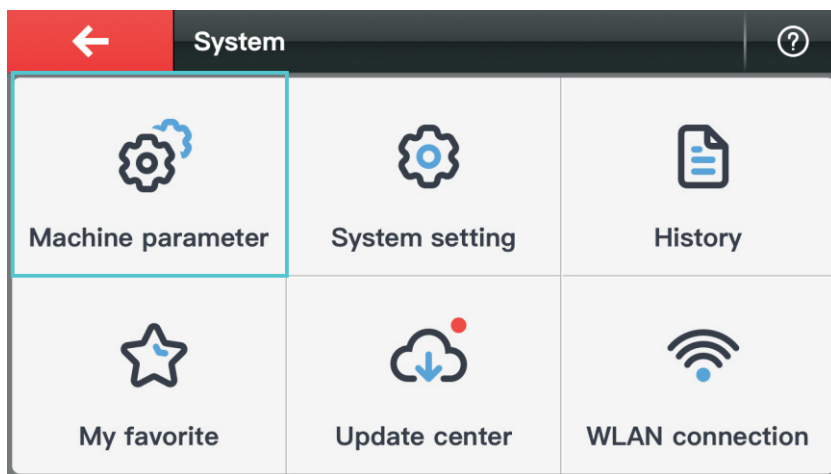 System
Machine parameter
System setting
History
My favorite
Update center
WLAN connection